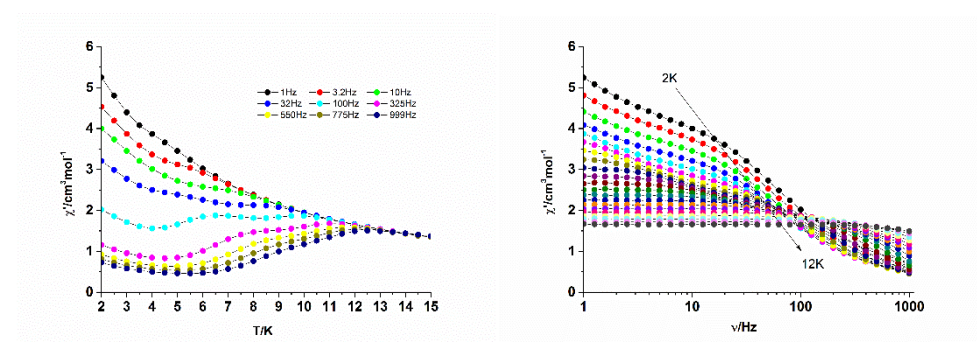 6
5
4
3
2
1
0
χ'/cm³mol⁻¹
1Hz 3.2Hz 10Hz
32Hz 100Hz 325Hz
550Hz 775Hz 999Hz
2 3 4 5 6 7 8 9 10 11 12 13 14 15
T/K
6
5
4
3
2
1
0
χ'/cm³mol⁻¹
2K
12K
1 10 100 1000
ν/Hz